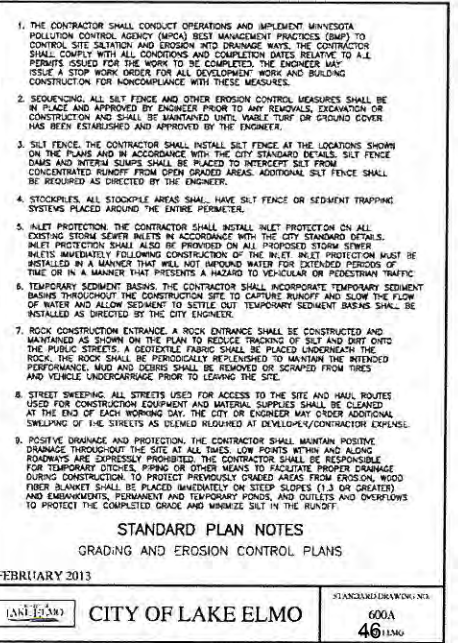 1. THE CONTRACTOR SHALL CONDUCT OPERATIONS AND IMPLEMENT MINNESOTA
POLLUTION CONTROL AGENCY (MPCA) BEST MANAGEMENT PRACTICES (BMP) TO
CONTROL SITE SILTATION AND EROSION INTO DRAINAGE WAYS. THE CONTRACTOR
SHALL COMPLY WITH ALL CONDITIONS AND COMPLETION DATES RELATIVE TO ALL
PERMITS ISSUED FOR THE WORK TO BE COMPLETED. THE ENGINEER MAY
ISSUE A STOP WORK ORDER FOR ALL DEVELOPMENT WORK AND BUILDING
CONSTRUCTION FOR NONCOMPLIANCE WITH THESE MEASURES.
2. SEQUENCING. ALL SILT FENCE AND OTHER EROSION CONTROL MEASURES SHALL BE
IN PLACE AND APPROVED BY ENGINEER PRIOR TO ANY REMOVALS, EXCAVATION OR
CONSTRUCTION AND SHALL BE MAINTAINED UNTIL VIABLE TURF OR GROUND COVER
HAS BEEN ESTABLISHED AND APPROVED BY THE ENGINEER.
3. SILT FENCE. THE CONTRACTOR SHALL INSTALL SILT FENCE AT THE LOCATIONS SHOWN
ON THE PLANS AND IN ACCORDANCE WITH THE CITY STANDARD DETAILS. SILT FENCE
DAMS AND INTERIM SUMPS SHALL BE PLACED TO INTERCEPT SILT FROM
CONCENTRATED RUNOFF FROM OPEN GRADED AREAS. ADDITIONAL SILT FENCE SHALL
BE REQUIRED AS DIRECTED BY THE ENGINEER.
4. STOCKPILES. ALL STOCKPILE AREAS SHALL HAVE SILT FENCE OR SEDIMENT TRAPPING
SYSTEMS PLACED AROUND THE ENTIRE PERIMETER.
5. INLET PROTECTION. THE CONTRACTOR SHALL INSTALL INLET PROTECTION ON ALL
EXISTING STORM SEWER INLETS IN ACCORDANCE WITH THE CITY STANDARD DETAILS.
INLET PROTECTION SHALL ALSO BE PROVIDED ON ALL PROPOSED STORM SEWER
INLETS IMMEDIATELY FOLLOWING CONSTRUCTION OF THE INLET. INLET PROTECTION MUST BE
INSTALLED IN A MANNER THAT WILL NOT IMPOUND WATER FOR EXTENDED PERIODS OF
TIME OR IN A MANNER THAT PRESENTS A HAZARD TO VEHICULAR OR PEDESTRIAN TRAFFIC
6. TEMPORARY SEDIMENT BASINS. THE CONTRACTOR SHALL INCORPORATE TEMPORARY SEDIMENT
BASINS THROUGHOUT THE CONSTRUCTION SITE TO CAPTURE RUNOFF AND SLOW THE FLOW
OF WATER AND ALLOW SEDIMENT TO SETTLE OUT TEMPORARY SEDIMENT BASINS SHALL BE
INSTALLED AS DIRECTED BY THE CITY ENGINEER.
7. ROCK CONSTRUCTION ENTRANCE. A ROCK ENTRANCE SHALL BE CONSTRUCTED AND
MAINTAINED AS SHOWN ON THE PLAN TO REDUCE TRACKING OF SILT AND DIRT ONTO
THE PUBLIC STREETS. A GEOTEXTILE FABRIC SHALL BE PLACED UNDERNEATH THE
ROCK. THE ROCK SHALL BE PERIODICALLY REPLENISHED TO MAINTAIN THE INTENDED
PERFORMANCE. MUD AND DEBRIS SHALL BE REMOVED OR SCRAPED FROM TIRES
AND VEHICLE UNDERCARRIAGE PRIOR TO LEAVING THE SITE.
8. STREET SWEEPING. ALL STREETS USED FOR ACCESS TO THE SITE AND HAUL ROUTES
USED FOR CONSTRUCTION EQUIPMENT AND MATERIAL SUPPLIES SHALL BE CLEANED
AT THE END OF EACH WORKING DAY. THE CITY OR ENGINEER MAY ORDER ADDITIONAL
SWEEPING OF THE STREETS AS DEEMED REQUIRED AT DEVELOPER/CONTRACTOR EXPENSE.
9. POSITIVE DRAINAGE AND PROTECTION. THE CONTRACTOR SHALL MAINTAIN POSITIVE
DRAINAGE THROUGHOUT THE SITE AT ALL TIMES. LOW POINTS WITHIN AND ALONG
ROADWAYS ARE EXPRESSLY PROHIBITED. THE CONTRACTOR SHALL BE RESPONSIBLE
FOR TEMPORARY DITCHES, PIPING OR OTHER MEANS TO FACILITATE PROPER DRAINAGE
DURING CONSTRUCTION. TO PROTECT PREVIOUSLY GRADED AREAS FROM EROSION, WOOD
FIBER BLANKET SHALL BE PLACED IMMEDIATELY ON STEEP SLOPES (1:3 OR GREATER)
AND EMBANKMENTS, PERMANENT AND TEMPORARY PONDS, AND OUTLETS AND OVERFLOWS
TO PROTECT THE COMPLETED GRADE AND MINIMIZE SILT IN THE RUNOFF.
STANDARD PLAN NOTES
GRADING AND EROSION CONTROL PLANS
FEBRUARY 2013
LAKE ELMO
CITY OF LAKE ELMO
STANDARD DRAWING NO.
600A
46 ELMO